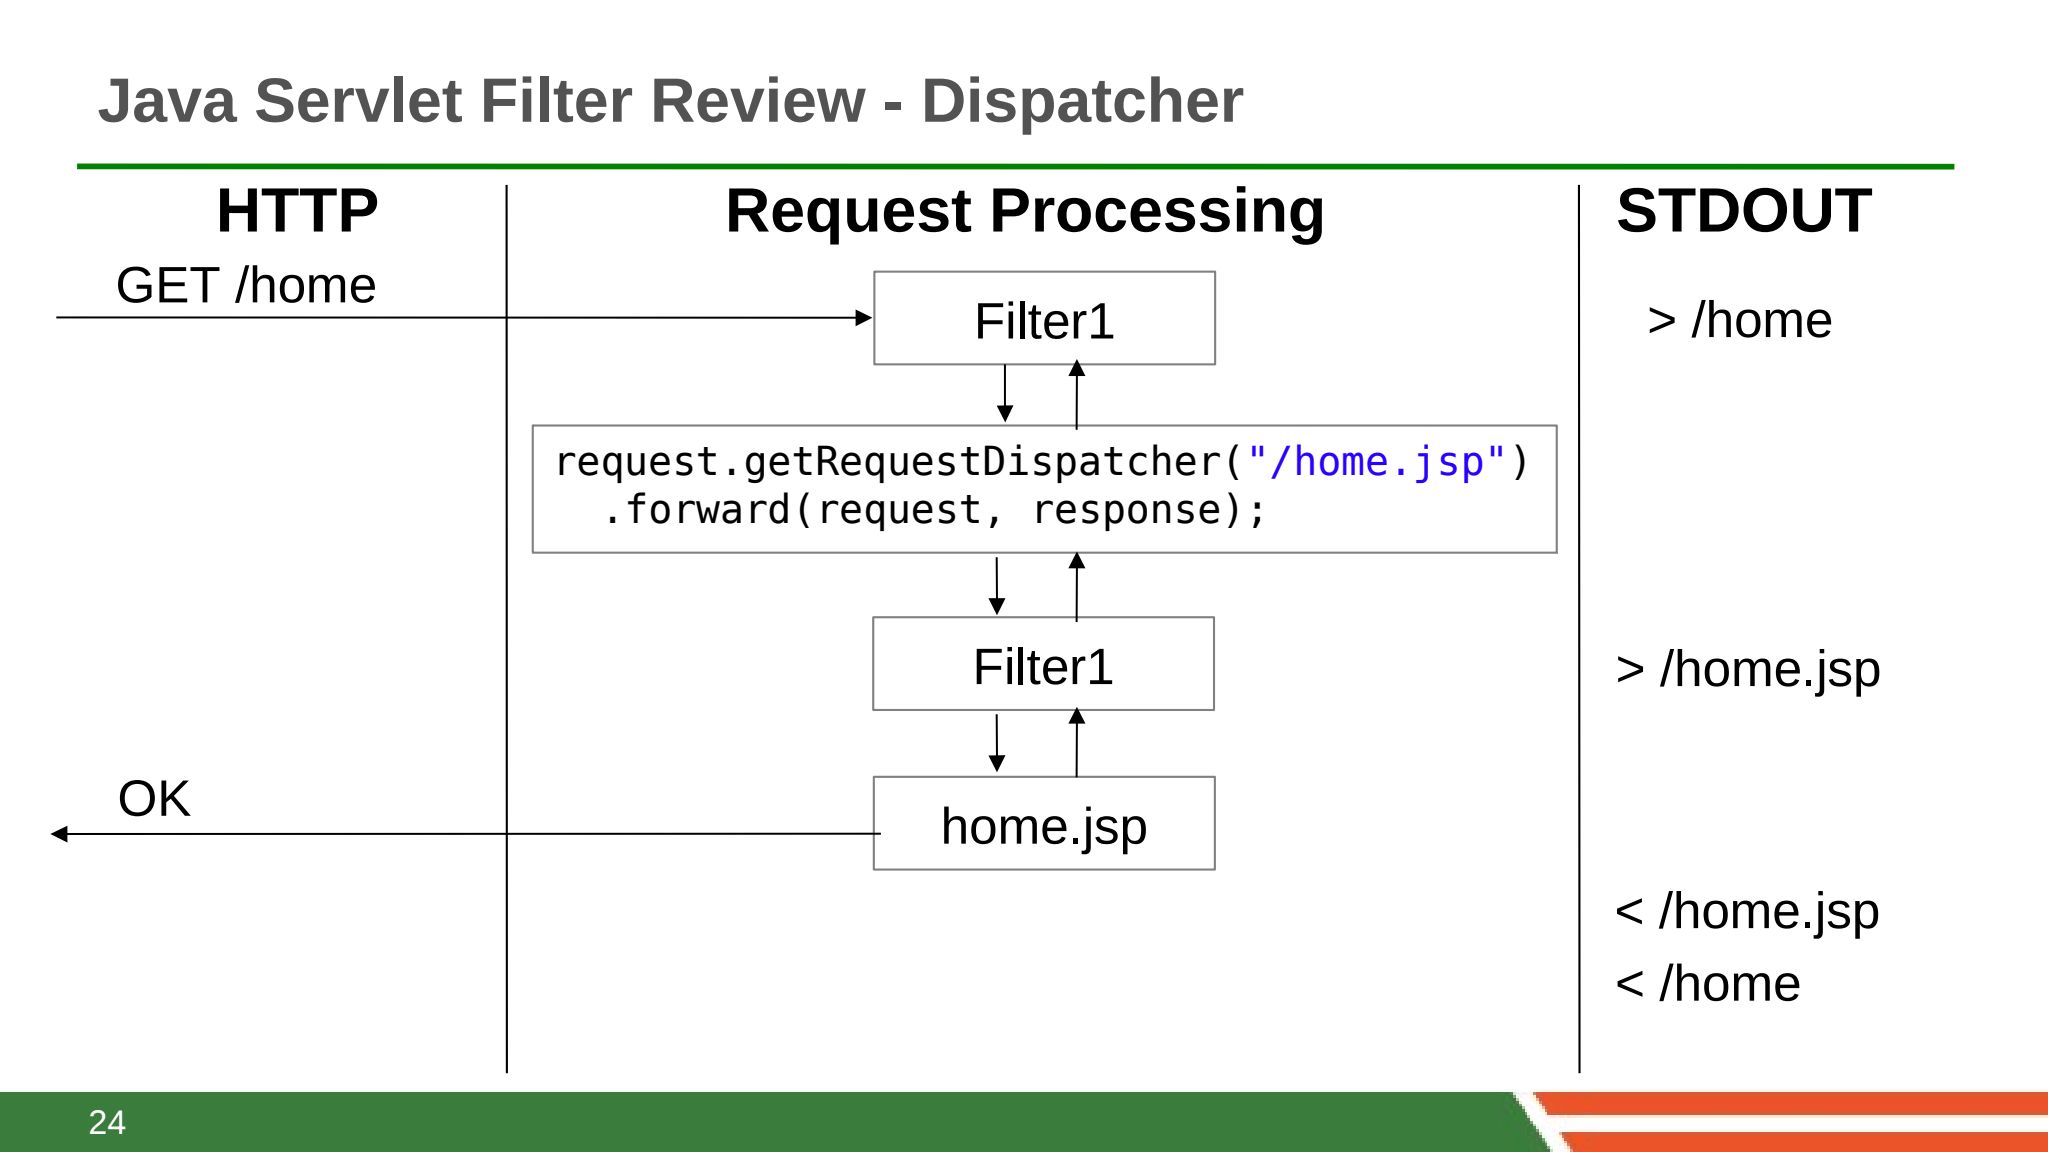 Java Servlet Filter Review - Dispatcher
HTTP
Request Processing
STDOUT
GET /home
Filter1
> /home
request.getRequestDispatcher("/home.jsp")
  .forward(request, response);
Filter1
> /home.jsp
OK
home.jsp
< /home.jsp
< /home
24